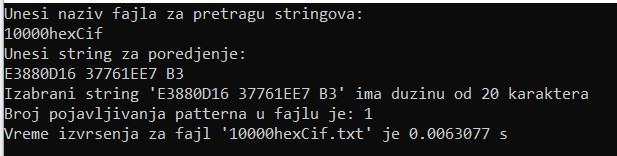 Unesi naziv fajla za pretragu stringova:
10000hexCif
Unesi string za poredjenje:
E3880D16 37761EE7 B3
Izabrani string 'E3880D16 37761EE7 B3' ima duzinu od 20 karaktera
Broj pojavljivanja patterna u fajlu je: 1
Vreme izvrsenja za fajl '10000hexCif.txt' je 0.0063077 s